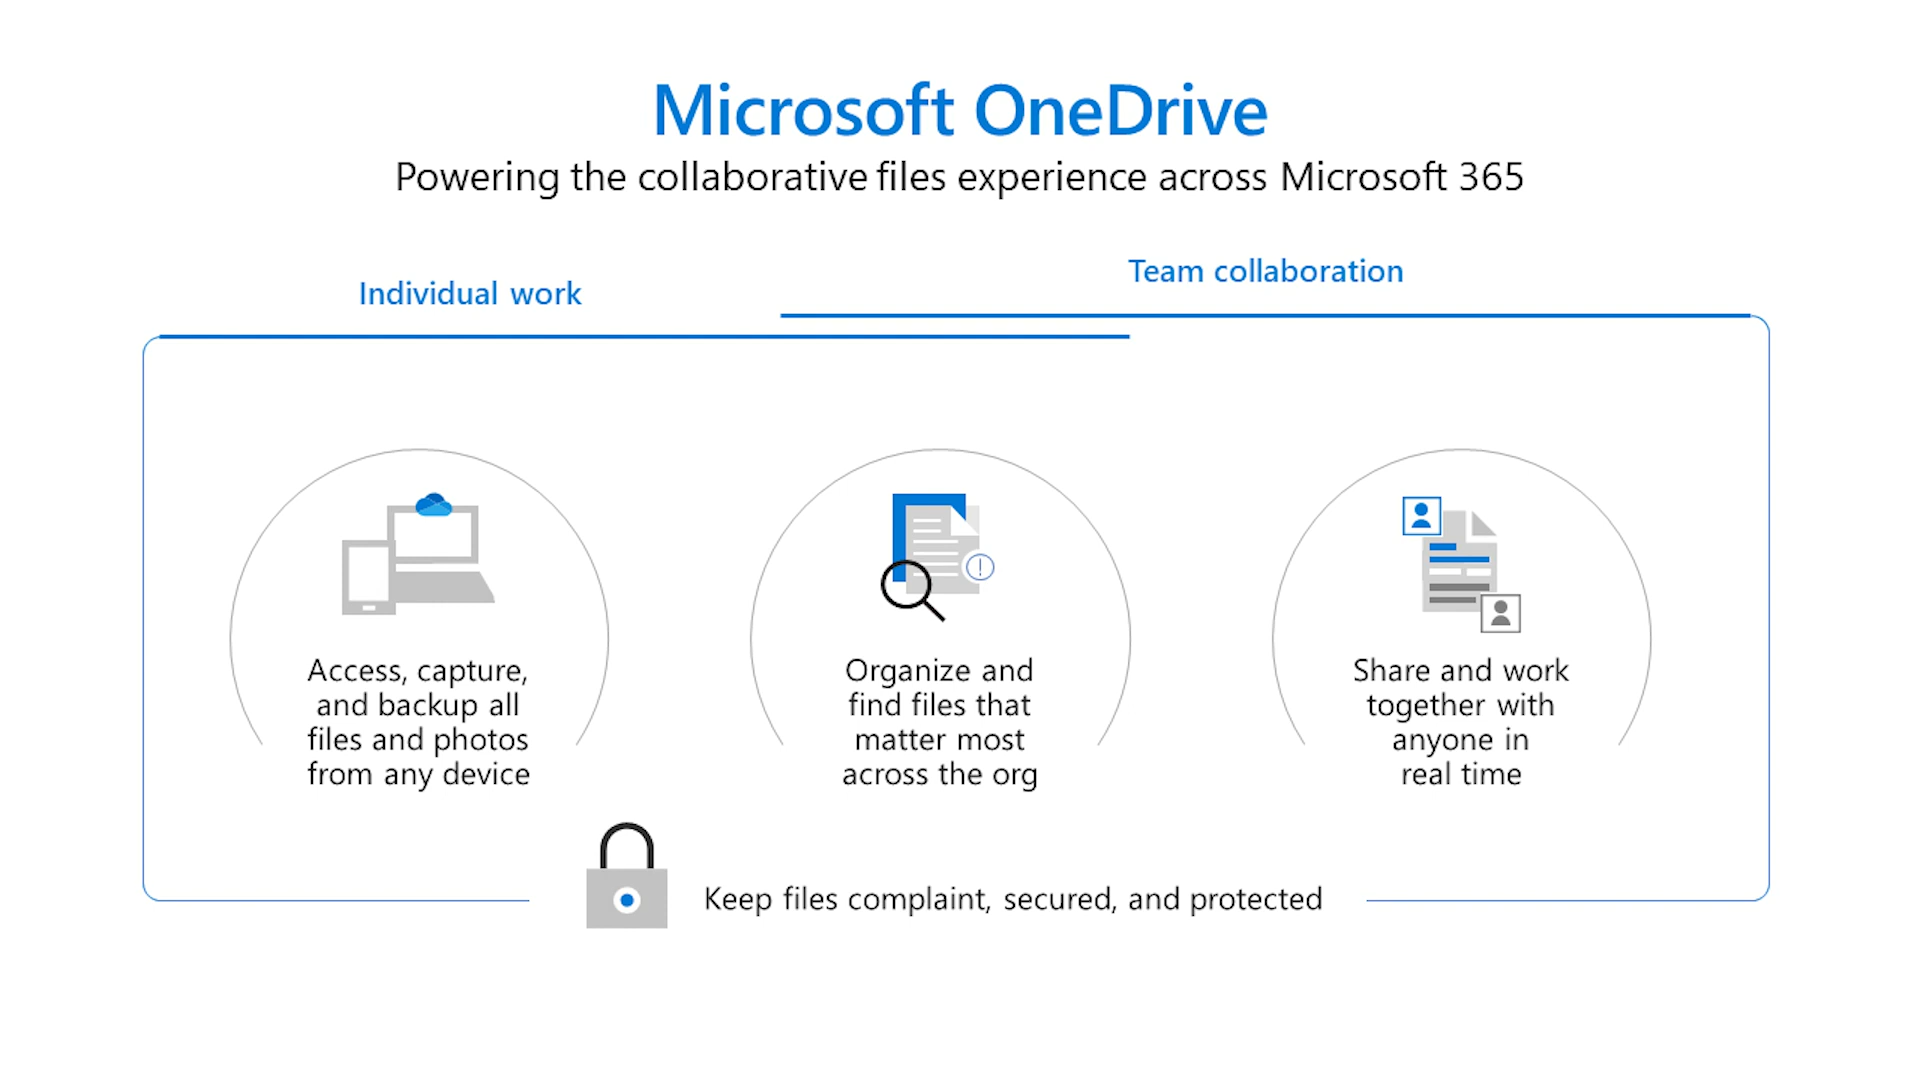 Microsoft OneDrive
Powering the collaborative files experience across Microsoft 365
Individual work
Team collaboration
Access, capture,
and backup all
files and photos
from any device
Organize and
find files that
matter most
across the org
Share and work
together with
anyone in
real time
Keep files complaint, secured, and protected